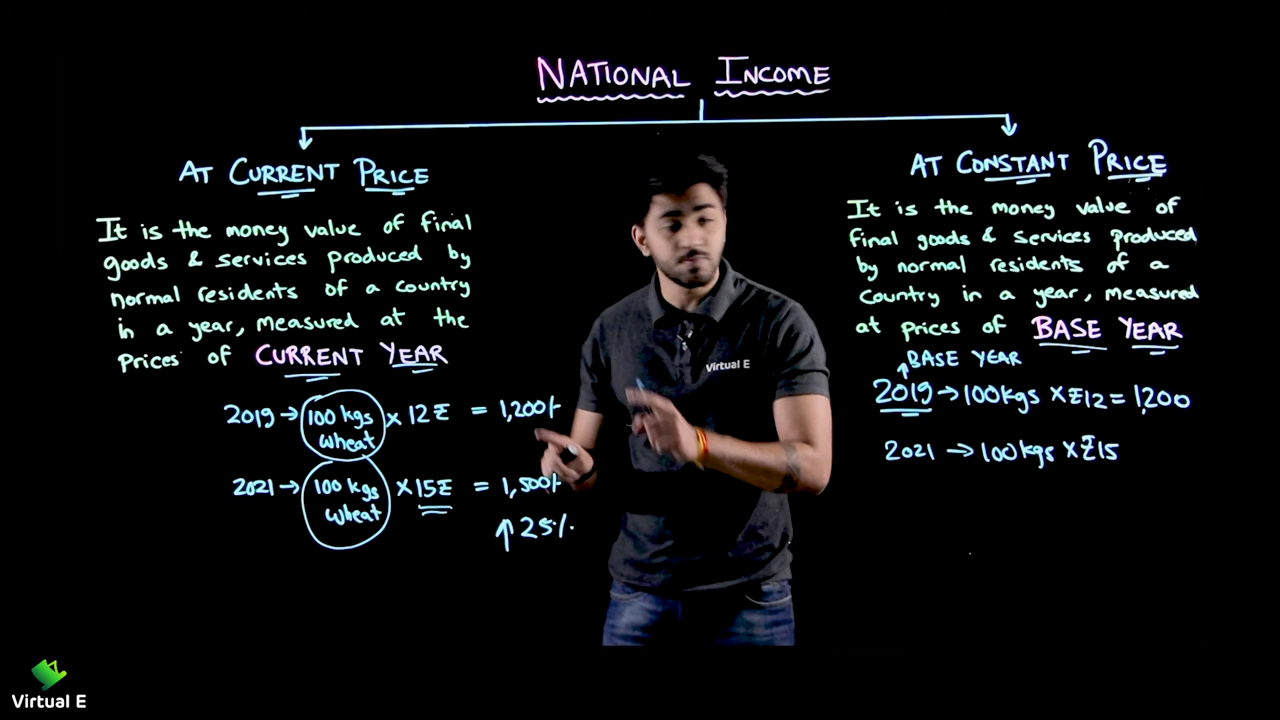 NATIONAL INCOME
AT CURRENT PRICE
It is the money value of final
goods & services produced by
normal residents of a country
in a year, measured at the
prices of CURRENT YEAR
2019 → 100 kgs wheat × 12₹ = 1,200/-
2021 → 100 kgs wheat × 15₹ = 1,500/-
↑ 25%
AT CONSTANT PRICE
It is the money value of
final goods & services produced
by normal residents of a
country in a year, measured
at prices of BASE YEAR
BASE YEAR
2019 → 100kgs × ₹12 = 1,200
2021 → 100kgs × ₹15
Virtual E
Virtual E